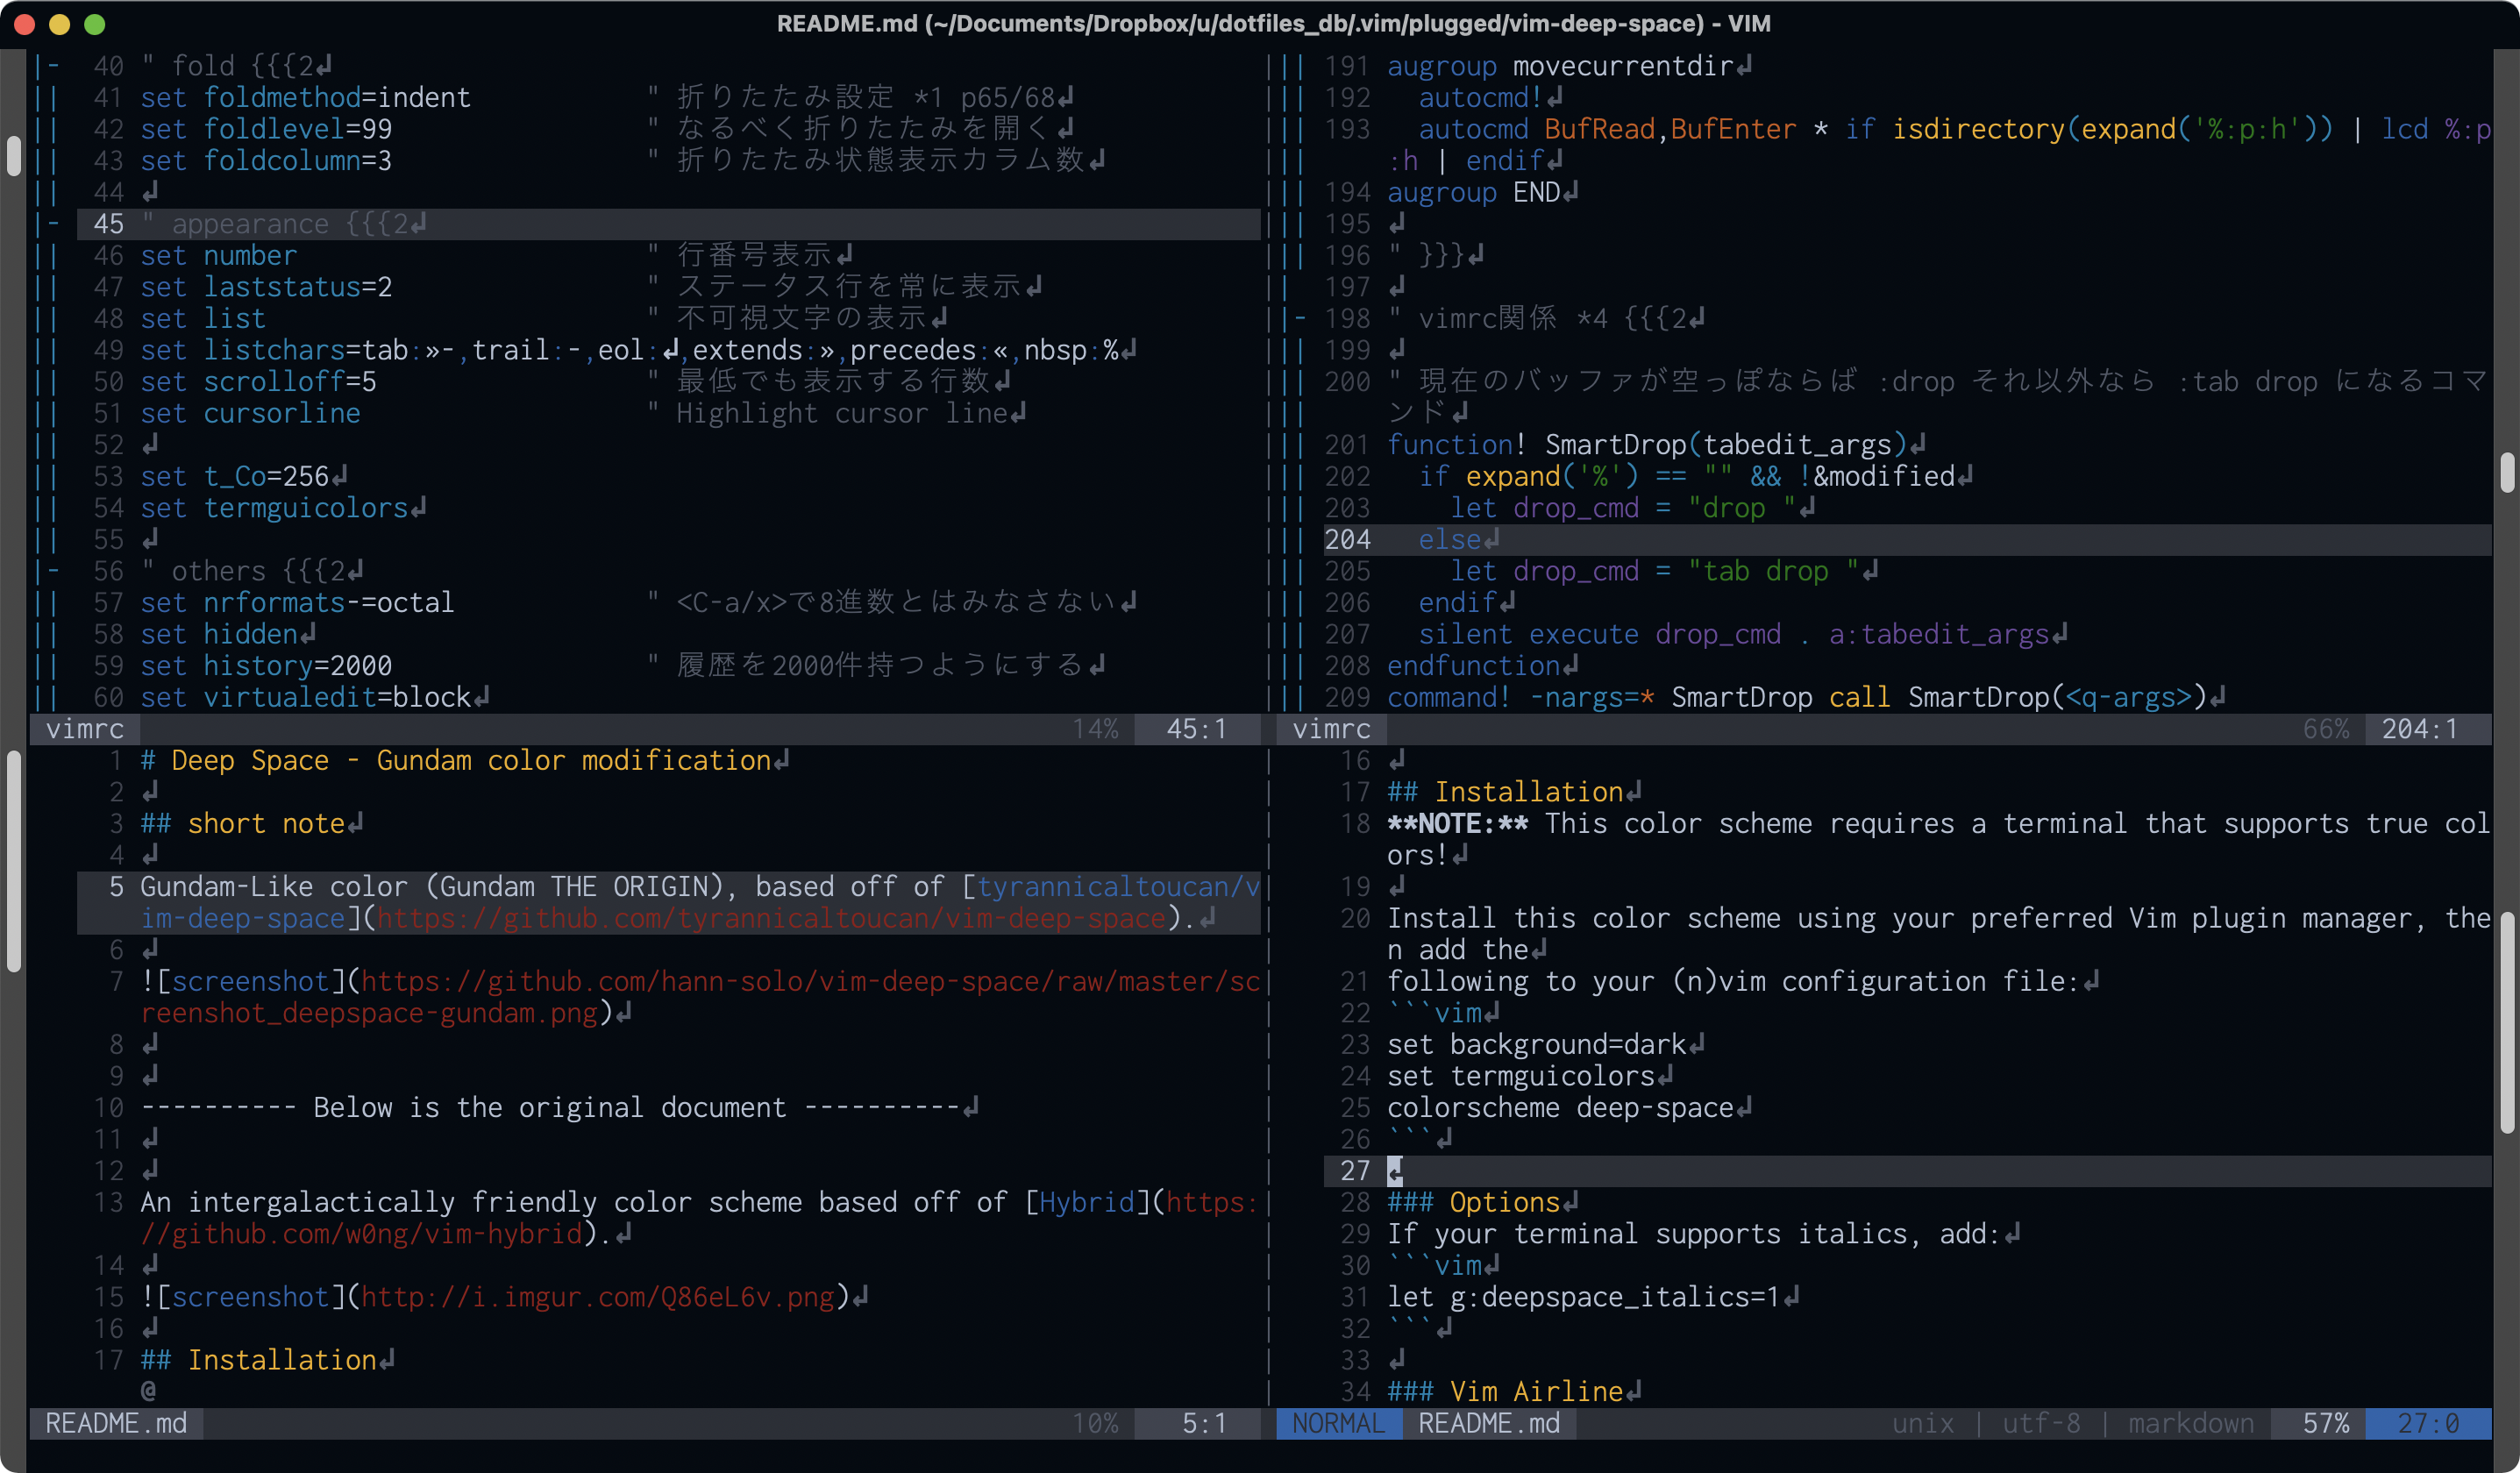 README.md (~/Documents/Dropbox/u/dotfiles_db/.vim/plugged/vim-deep-space) - VIM
|- 40 " fold {{{2↲
|| 41 set foldmethod=indent " 折りたたみ設定 *1 p65/68↲
|| 42 set foldlevel=99 " なるべく折りたたみを開く↲
|| 43 set foldcolumn=3 " 折りたたみ状態表示カラム数↲
|| 44 ↲
|- 45 " appearance {{{2↲
|| 46 set number " 行番号表示↲
|| 47 set laststatus=2 " ステータス行を常に表示↲
|| 48 set list " 不可視文字の表示↲
|| 49 set listchars=tab:»-,trail:-,eol:↲,extends:»,precedes:«,nbsp:%↲
|| 50 set scrolloff=5 " 最低でも表示する行数↲
|| 51 set cursorline " Highlight cursor line↲
|| 52 ↲
|| 53 set t_Co=256↲
|| 54 set termguicolors↲
|| 55 ↲
|- 56 " others {{{2↲
|| 57 set nrformats-=octal " <C-a/x>で8進数とはみなさない↲
|| 58 set hidden↲
|| 59 set history=2000 " 履歴を2000件持つようにする↲
|| 60 set virtualedit=block↲
vimrc 14% 45:1
|| 191 augroup movecurrentdir↲
|| 192 autocmd!↲
|| 193 autocmd BufRead,BufEnter * if isdirectory(expand('%:p:h')) | lcd %:p
|| :h | endif↲
|| 194 augroup END↲
|| 195 ↲
|| 196 " }}}↲
| 197 ↲
|- 198 " vimrc関係 *4 {{{2↲
|| 199 ↲
|| 200 " 現在のバッファが空っぽならば :drop それ以外なら :tab drop になるコマ
|| ンド↲
|| 201 function! SmartDrop(tabedit_args)↲
|| 202 if expand('%') == "" && !&modified↲
|| 203 let drop_cmd = "drop "↲
|| 204 else↲
|| 205 let drop_cmd = "tab drop "↲
|| 206 endif↲
|| 207 silent execute drop_cmd . a:tabedit_args↲
|| 208 endfunction↲
|| 209 command! -nargs=* SmartDrop call SmartDrop(<q-args>)↲
vimrc 66% 204:1
1 # Deep Space - Gundam color modification↲
2 ↲
3 ## short note↲
4 ↲
5 Gundam-Like color (Gundam THE ORIGIN), based off of [tyrannicaltoucan/v
im-deep-space](https://github.com/tyrannicaltoucan/vim-deep-space).↲
6 ↲
7 ![screenshot](https://github.com/hann-solo/vim-deep-space/raw/master/sc
reenshot_deepspace-gundam.png)↲
8 ↲
9 ↲
10 ---------- Below is the original document ----------↲
11 ↲
12 ↲
13 An intergalactically friendly color scheme based off of [Hybrid](https:
//github.com/w0ng/vim-hybrid).↲
14 ↲
15 ![screenshot](http://i.imgur.com/Q86eL6v.png)↲
16 ↲
17 ## Installation↲
@
README.md 10% 5:1
16 ↲
17 ## Installation↲
18 **NOTE:** This color scheme requires a terminal that supports true col
ors!↲
19 ↲
20 Install this color scheme using your preferred Vim plugin manager, the
n add the↲
21 following to your (n)vim configuration file:↲
22 ```vim↲
23 set background=dark↲
24 set termguicolors↲
25 colorscheme deep-space↲
26 ```↲
27 ↲
28 ### Options↲
29 If your terminal supports italics, add:↲
30 ```vim↲
31 let g:deepspace_italics=1↲
32 ```↲
33 ↲
34 ### Vim Airline↲
NORMAL README.md unix | utf-8 | markdown 57% 27:0